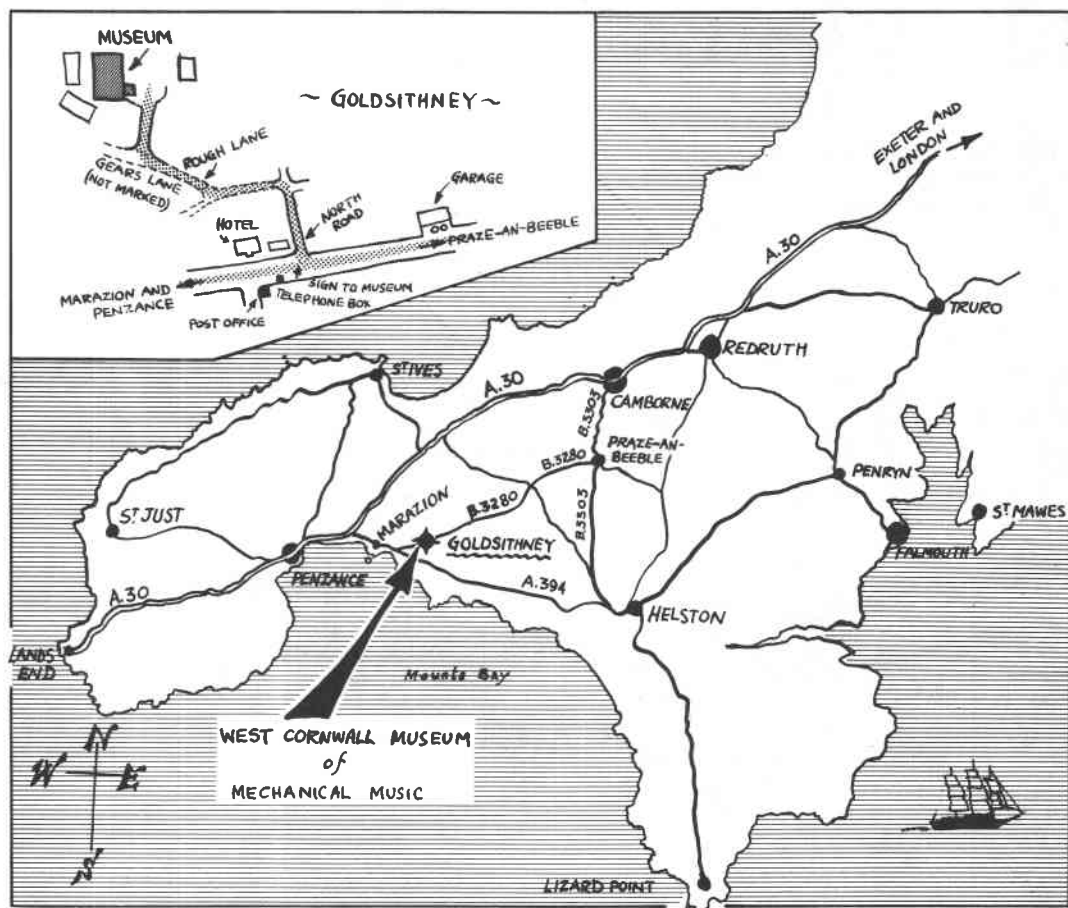 MUSEUM
~ GOLDSITHNEY ~
ROUGH LANE
GEARS LANE
(NOT MARKED)
HOTEL
NORTH
ROAD
GARAGE
PRAZE-AN-BEEBLE
MARAZION AND
PENZANCE
SIGN TO MUSEUM
TELEPHONE BOX
POST OFFICE
EXETER AND
LONDON
A.30
TRURO
REDRUTH
ST IVES
A.30
CAMBORNE
B.3303
PRAZE-AN-
BEEBLE
B.3280
B.3303
PENRYN
ST MAWES
FALMOUTH
ST JUST
MARAZION
B.3280
GOLDSITHNEY
PENZANCE
A.30
A.394
HELSTON
LANDS
END
Mounts Bay
WEST CORNWALL MUSEUM
of
MECHANICAL MUSIC
N
W E
S
LIZARD POINT